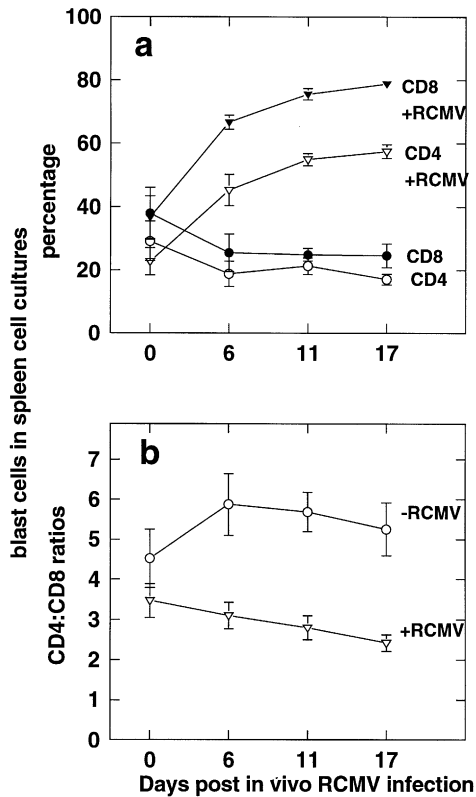 a
100
80
60
40
20
0
percentage
CD8
+RCMV
CD4
+RCMV
CD8
CD4
0 6 11 17
blast cells in spleen cell cultures
b
7
6
5
4
3
2
1
0
CD4:CD8 ratios
-RCMV
+RCMV
0 6 11 17
Days post in vivo RCMV infection